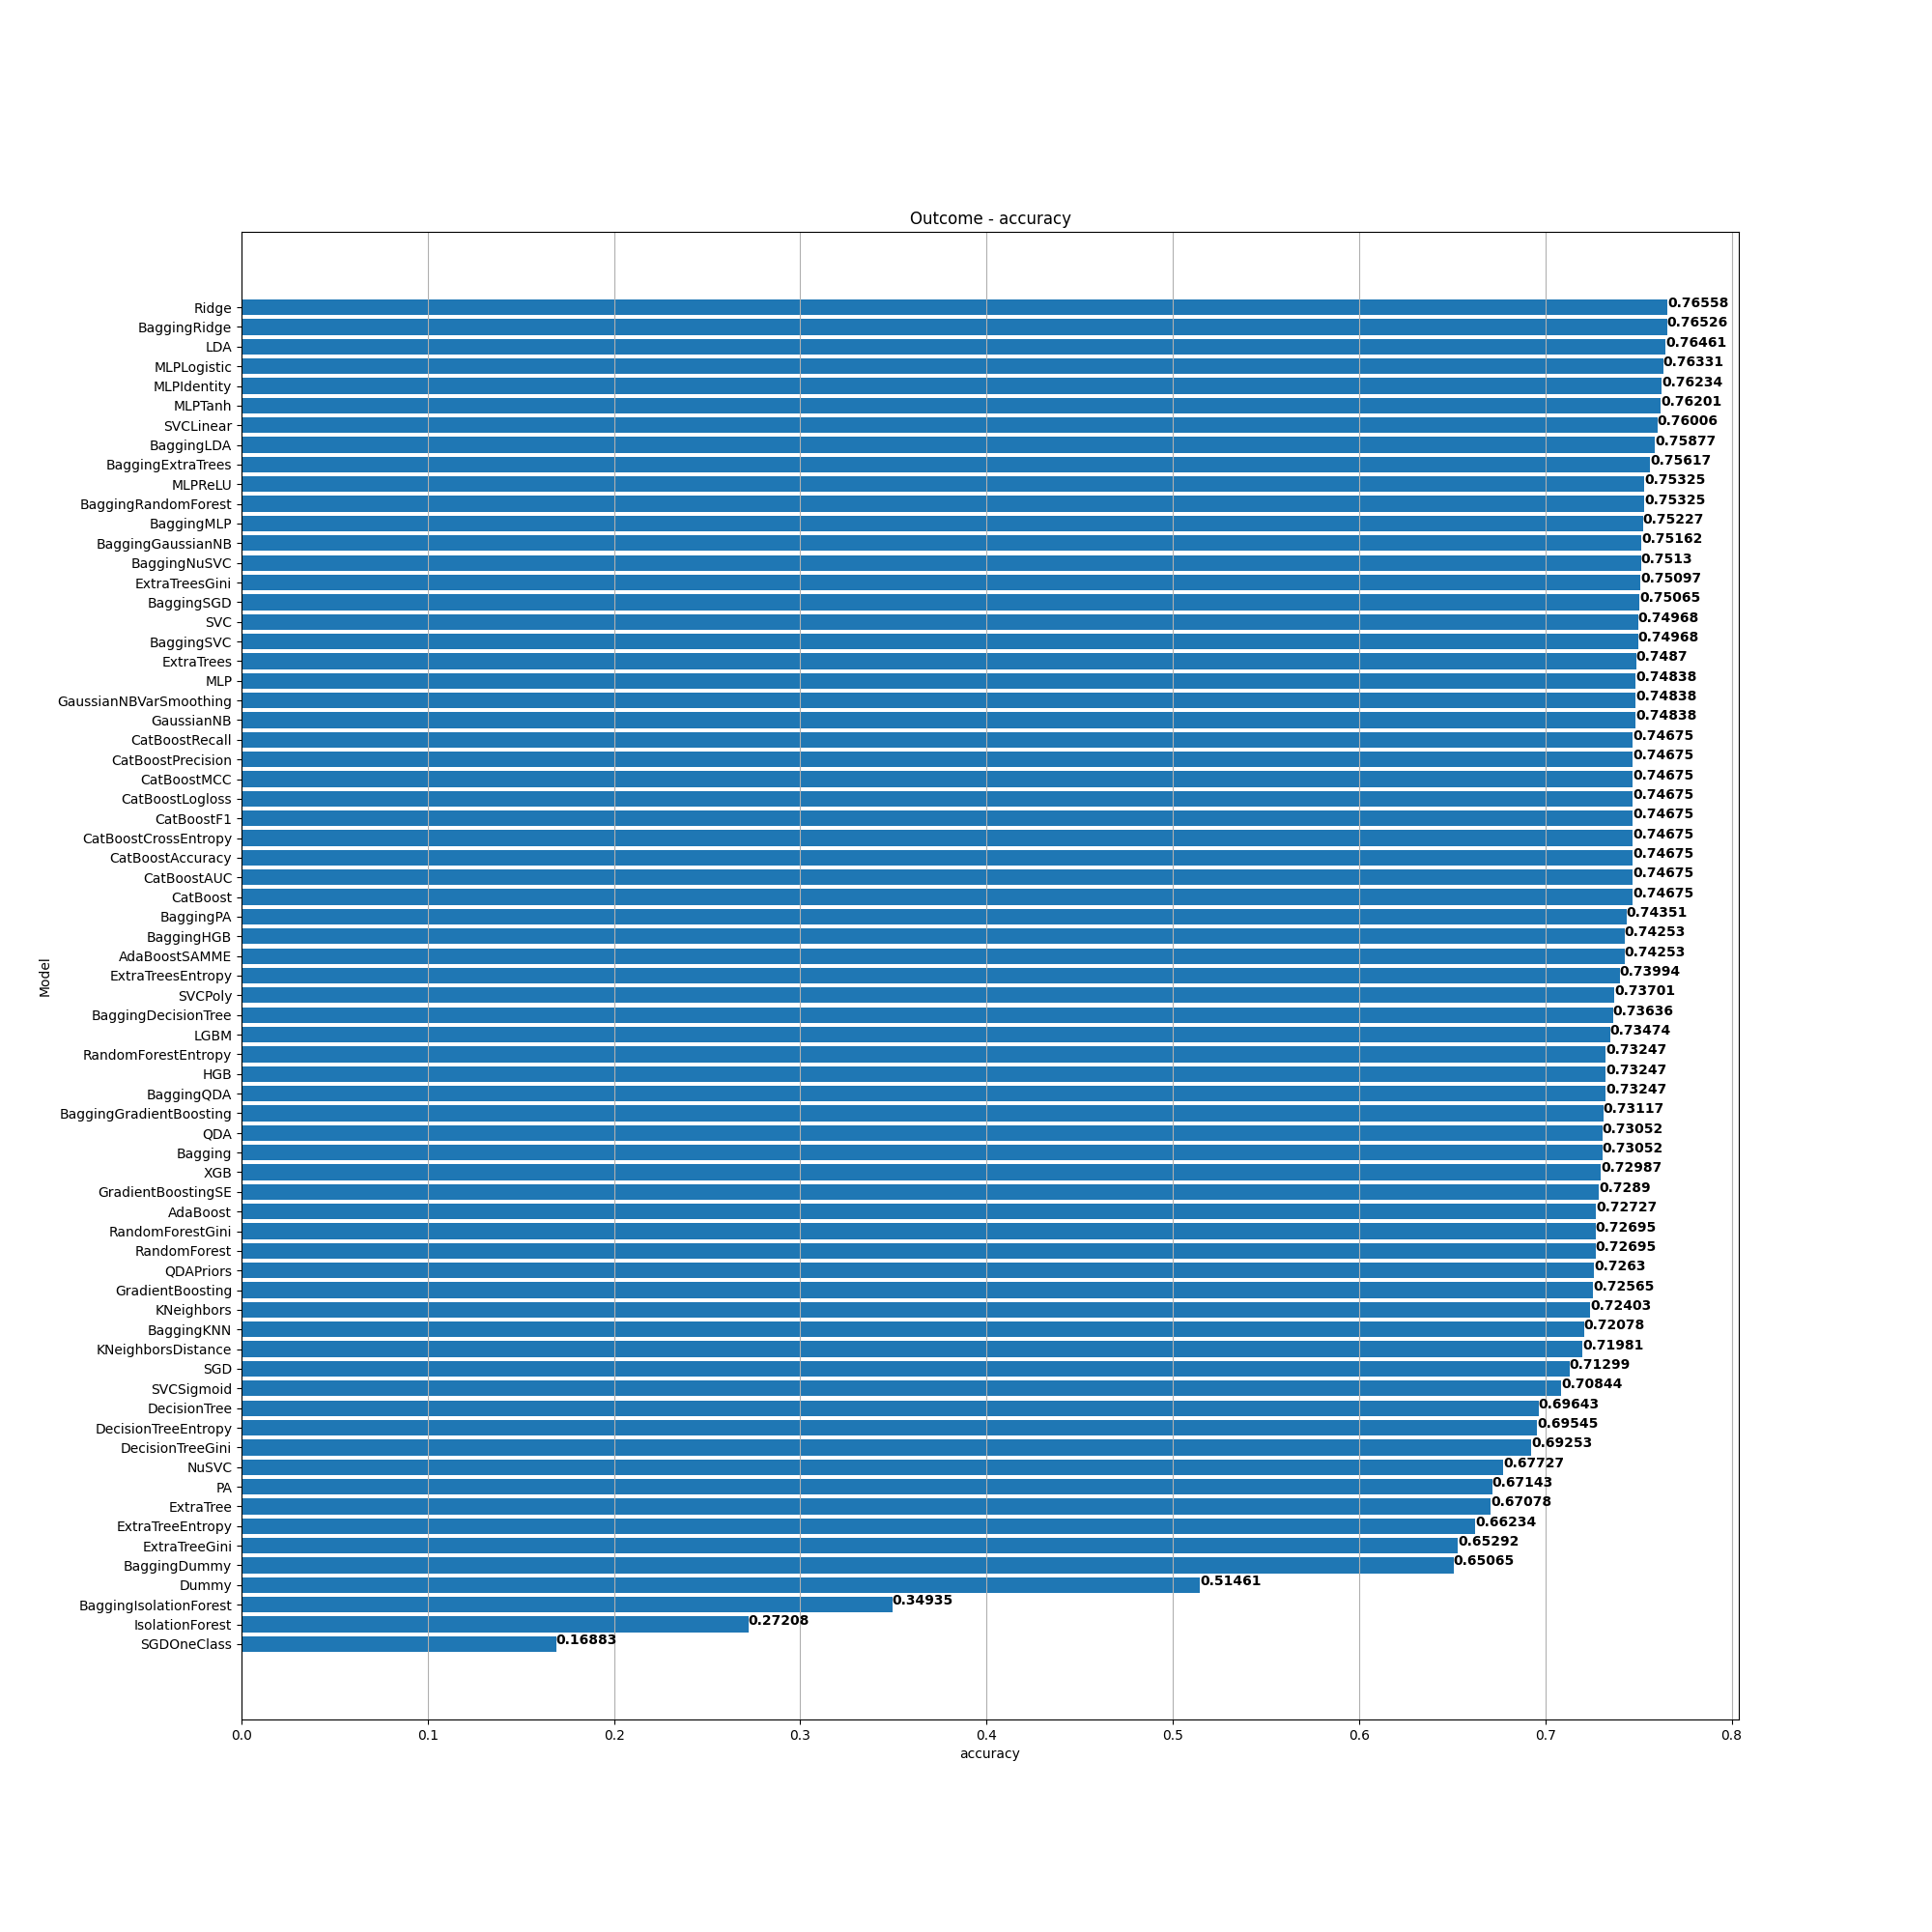 Outcome - accuracy
Ridge 0.76558
BaggingRidge 0.76526
LDA 0.76461
MLPLogistic 0.76331
MLPIdentity 0.76234
MLPTanh 0.76201
SVCLinear 0.76006
BaggingLDA 0.75877
BaggingExtraTrees 0.75617
MLPReLU 0.75325
BaggingRandomForest 0.75325
BaggingMLP 0.75227
BaggingGaussianNB 0.75162
BaggingNuSVC 0.7513
ExtraTreesGini 0.75097
BaggingSGD 0.75065
SVC 0.74968
BaggingSVC 0.74968
ExtraTrees 0.7487
MLP 0.74838
GaussianNBVarSmoothing 0.74838
GaussianNB 0.74838
CatBoostRecall 0.74675
CatBoostPrecision 0.74675
CatBoostMCC 0.74675
CatBoostLogloss 0.74675
CatBoostF1 0.74675
CatBoostCrossEntropy 0.74675
CatBoostAccuracy 0.74675
CatBoostAUC 0.74675
CatBoost 0.74675
BaggingPA 0.74351
BaggingHGB 0.74253
AdaBoostSAMME 0.74253
ExtraTreesEntropy 0.73994
SVCPoly 0.73701
BaggingDecisionTree 0.73636
LGBM 0.73474
RandomForestEntropy 0.73247
HGB 0.73247
BaggingQDA 0.73247
BaggingGradientBoosting 0.73117
QDA 0.73052
Bagging 0.73052
XGB 0.72987
GradientBoostingSE 0.7289
AdaBoost 0.72727
RandomForestGini 0.72695
RandomForest 0.72695
QDAPriors 0.7263
GradientBoosting 0.72565
KNeighbors 0.72403
BaggingKNN 0.72078
KNeighborsDistance 0.71981
SGD 0.71299
SVCSigmoid 0.70844
DecisionTree 0.69643
DecisionTreeEntropy 0.69545
DecisionTreeGini 0.69253
NuSVC 0.67727
PA 0.67143
ExtraTree 0.67078
ExtraTreeEntropy 0.66234
ExtraTreeGini 0.65292
BaggingDummy 0.65065
Dummy 0.51461
BaggingIsolationForest 0.34935
IsolationForest 0.27208
SGDOneClass 0.16883
Model
0.0 0.1 0.2 0.3 0.4 0.5 0.6 0.7 0.8
accuracy